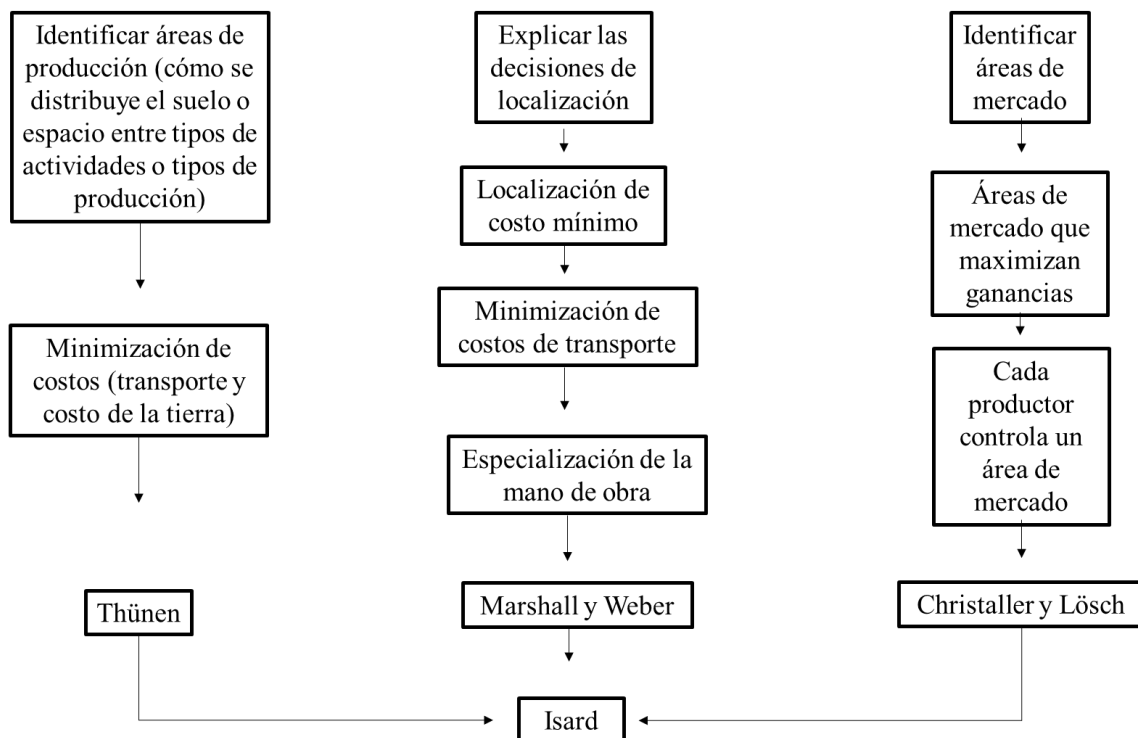 Identificar áreas de
producción (cómo se
distribuye el suelo o
espacio entre tipos de
actividades o tipos de
producción)
Minimización de
costos (transporte y
costo de la tierra)
Thünen
Explicar las
decisiones de
localización
Localización de
costo mínimo
Minimización de
costos de transporte
Especialización de la
mano de obra
Marshall y Weber
Identificar
áreas de
mercado
Áreas de
mercado que
maximizan
ganancias
Cada
productor
controla un
área de
mercado
Christaller y Lösch
Isard